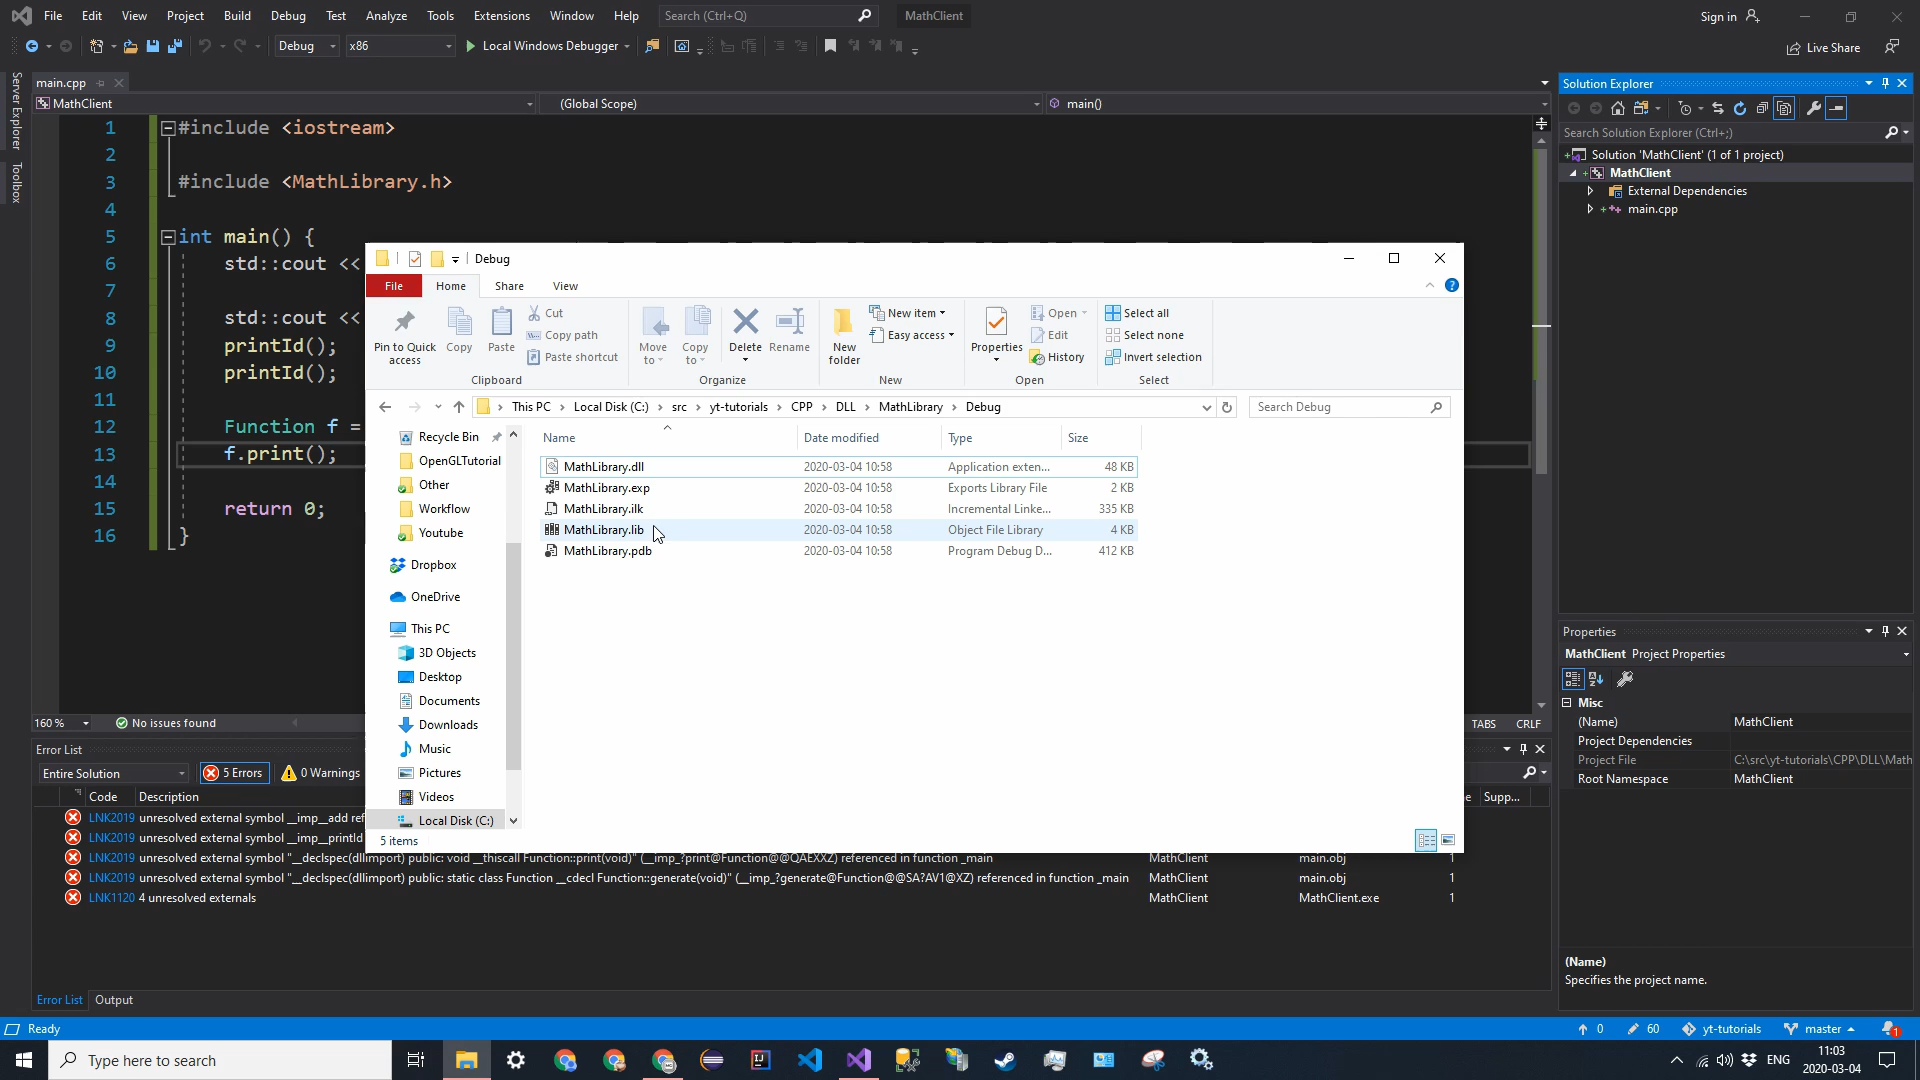 File Edit View Project Build Debug Test Analyze Tools Extensions Window Help Search (Ctrl+Q) MathClient Sign in
Debug x86 Local Windows Debugger Live Share
Server Explorer
Toolbox
main.cpp
MathClient (Global Scope) main()
1 #include <iostream>
2
3 #include <MathLibrary.h>
4
5 int main() {
6 std::cout <<
7
8 std::cout <<
9 printId();
10 printId();
11
12 Function f =
13 f.print();
14
15 return 0;
16 }
160 % No issues found TABS CRLF
Debug
File Home Share View
Pin to Quick access
Copy
Paste
Cut
Copy path
Paste shortcut
Clipboard
Move to
Copy to
Delete
Rename
Organize
New folder
New item
Easy access
New
Properties
Open
Edit
History
Open
Select all
Select none
Invert selection
Select
This PC Local Disk (C:) src yt-tutorials CPP DLL MathLibrary Debug Search Debug
Recycle Bin
OpenGLTutorial
Other
Workflow
Youtube
Dropbox
OneDrive
This PC
3D Objects
Desktop
Documents
Downloads
Music
Pictures
Videos
Local Disk (C:)
Name Date modified Type Size
MathLibrary.dll 2020-03-04 10:58 Application exten... 48 KB
MathLibrary.exp 2020-03-04 10:58 Exports Library File 2 KB
MathLibrary.ilk 2020-03-04 10:58 Incremental Linke... 335 KB
MathLibrary.lib 2020-03-04 10:58 Object File Library 4 KB
MathLibrary.pdb 2020-03-04 10:58 Program Debug D... 412 KB
5 items
Error List
Entire Solution 5 Errors 0 Warnings
Code Description e Supp...
LNK2019 unresolved external symbol __imp__add ref
LNK2019 unresolved external symbol __imp__printId
LNK2019 unresolved external symbol "__declspec(dllimport) public: void __thiscall Function::print(void)" (__imp_?print@Function@@QAEXXZ) referenced in function _main MathClient main.obj 1
LNK2019 unresolved external symbol "__declspec(dllimport) public: static class Function __cdecl Function::generate(void)" (__imp_?generate@Function@@SA?AV1@XZ) referenced in function _main MathClient main.obj 1
LNK1120 4 unresolved externals MathClient MathClient.exe 1
Error List Output
Solution Explorer
Search Solution Explorer (Ctrl+;)
Solution 'MathClient' (1 of 1 project)
MathClient
External Dependencies
main.cpp
Properties
MathClient Project Properties
Misc
(Name) MathClient
Project Dependencies
Project File C:\src\yt-tutorials\CPP\DLL\Math
Root Namespace MathClient
(Name)
Specifies the project name.
Ready 0 60 yt-tutorials master 1
Type here to search ENG 11:03
2020-03-04